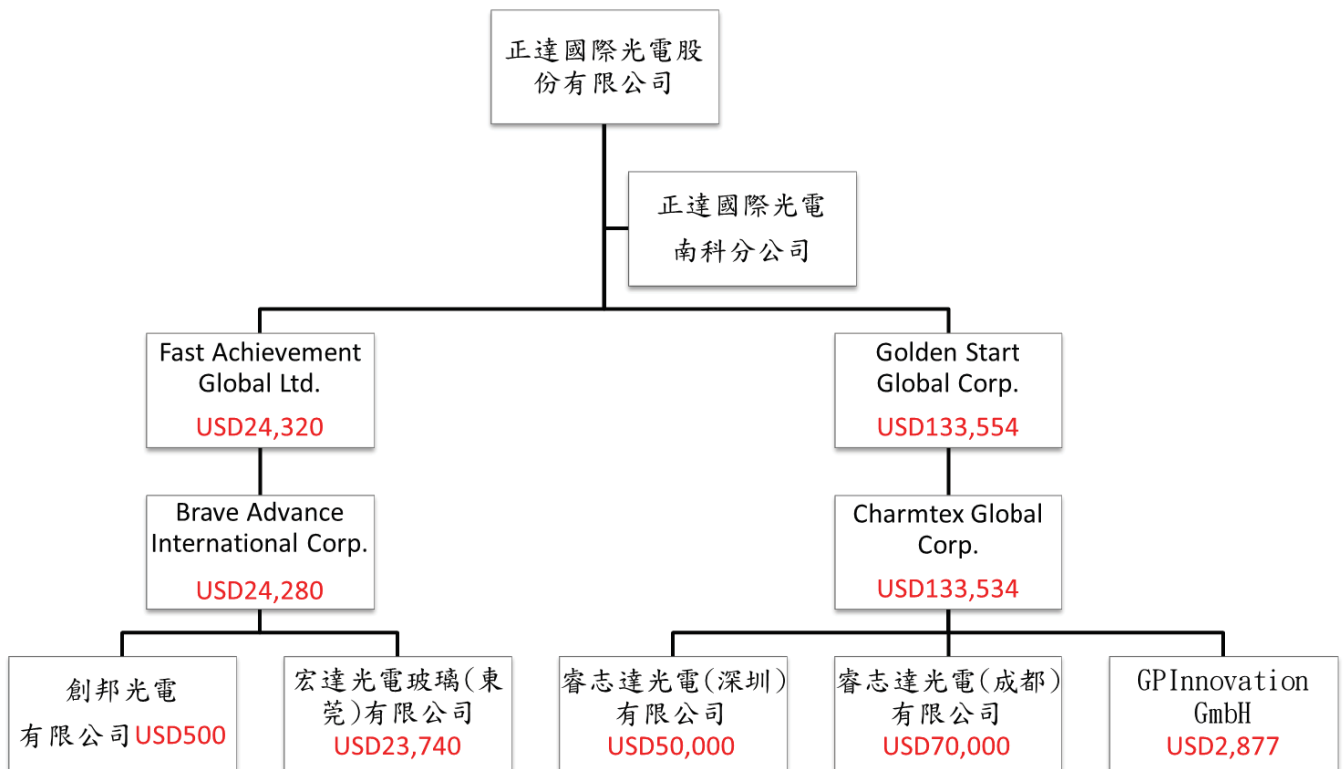 正達國際光電股
份有限公司
正達國際光電
南科分公司
Fast Achievement
Global Ltd.
USD24,320
Golden Start
Global Corp.
USD133,554
Brave Advance
International Corp.
USD24,280
Charmtex Global
Corp.
USD133,534
創邦光電
有限公司USD500
宏達光電玻璃(東
莞)有限公司
USD23,740
睿志達光電(深圳)
有限公司
USD50,000
睿志達光電(成都)
有限公司
USD70,000
GPInnovation
GmbH
USD2,877